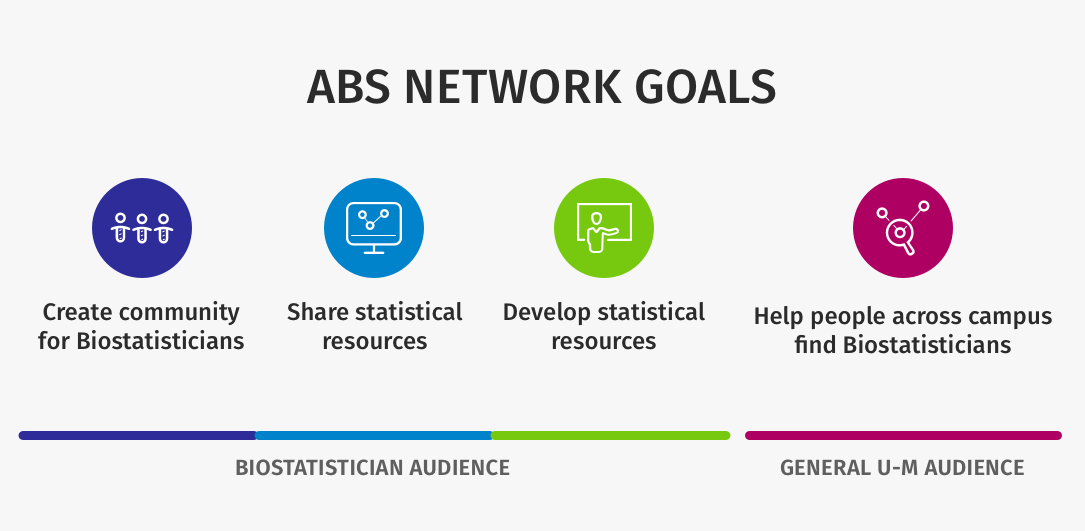 ABS NETWORK GOALS
Create community
for Biostatisticians
Share statistical
resources
Develop statistical
resources
Help people across campus
find Biostatisticians
BIOSTATISTICIAN AUDIENCE
GENERAL U-M AUDIENCE